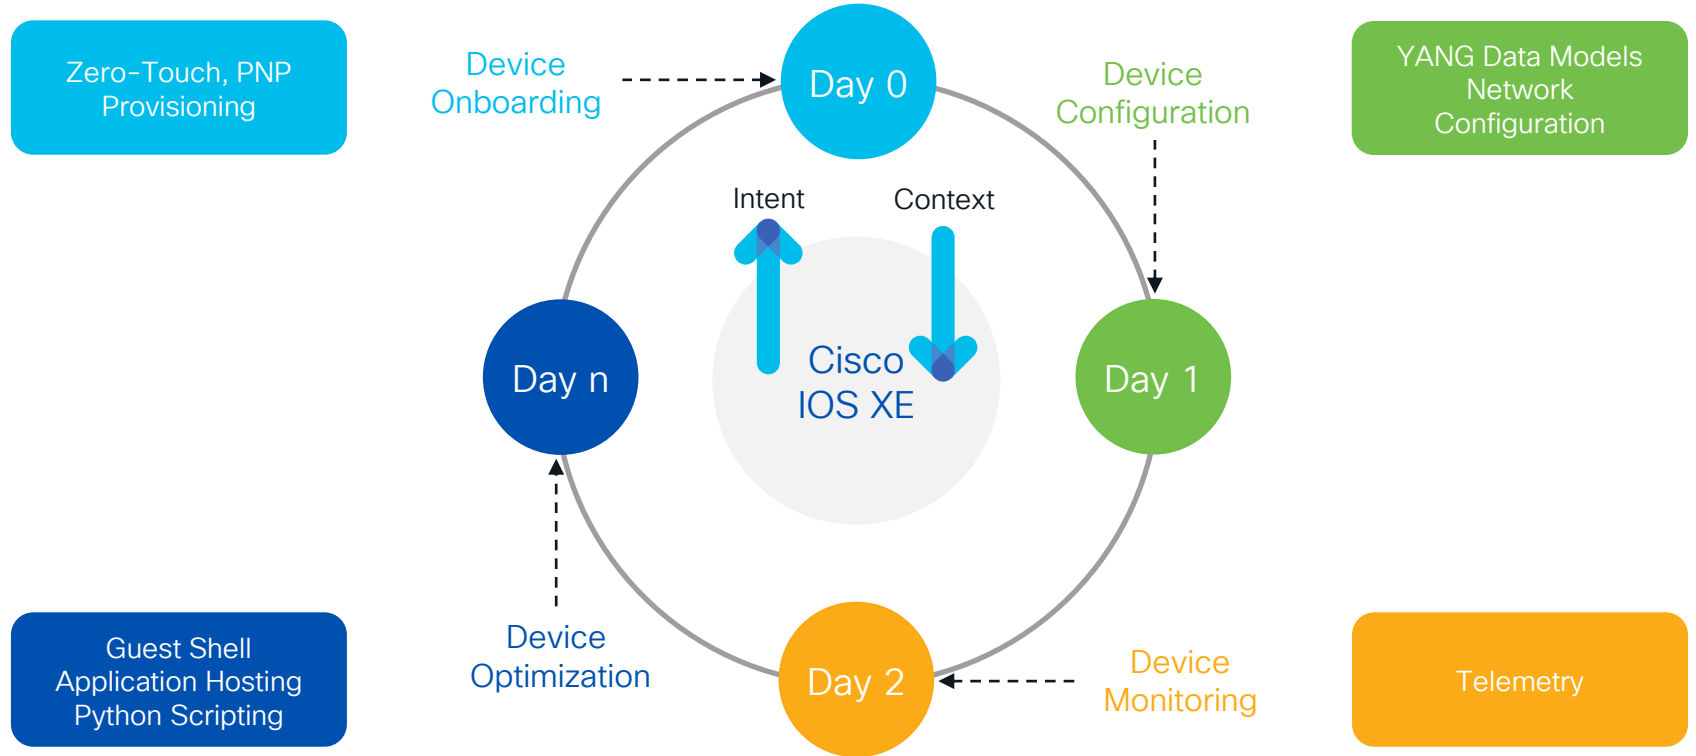 Zero-Touch, PNP
Provisioning
Device
Onboarding
Day 0
Device
Configuration
YANG Data Models
Network
Configuration
Intent
Context
Day n
Cisco
IOS XE
Day 1
Guest Shell
Application Hosting
Python Scripting
Device
Optimization
Day 2
Device
Monitoring
Telemetry